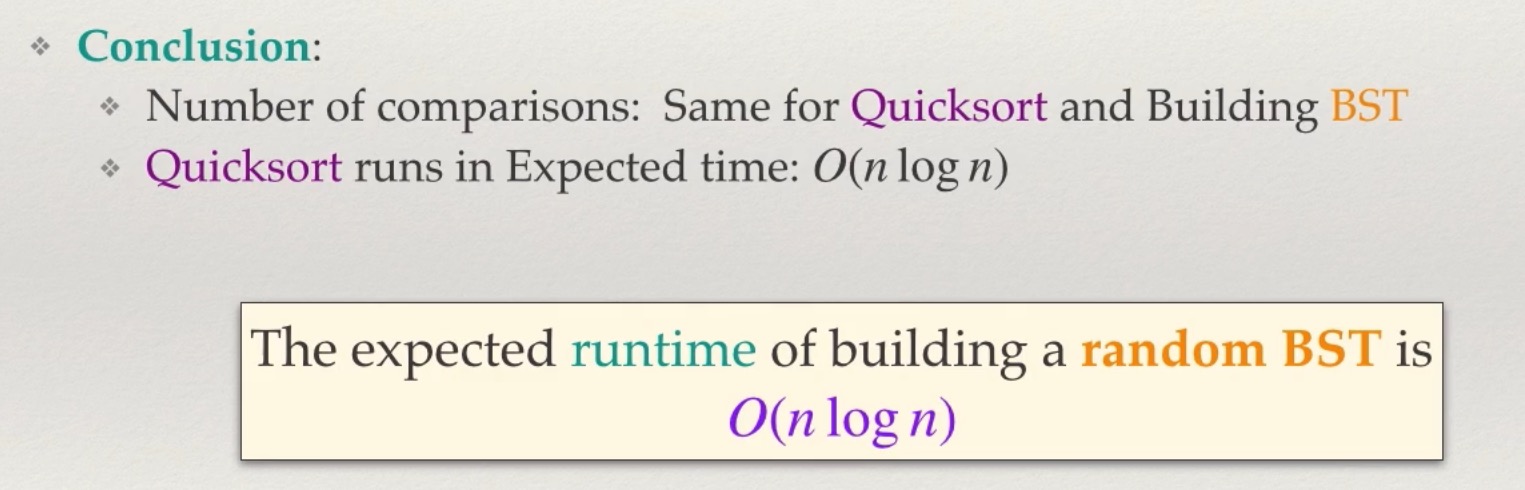 Conclusion:
Number of comparisons: Same for Quicksort and Building BST
Quicksort runs in Expected time: O(n log n)
The expected runtime of building a random BST is
O(n log n)